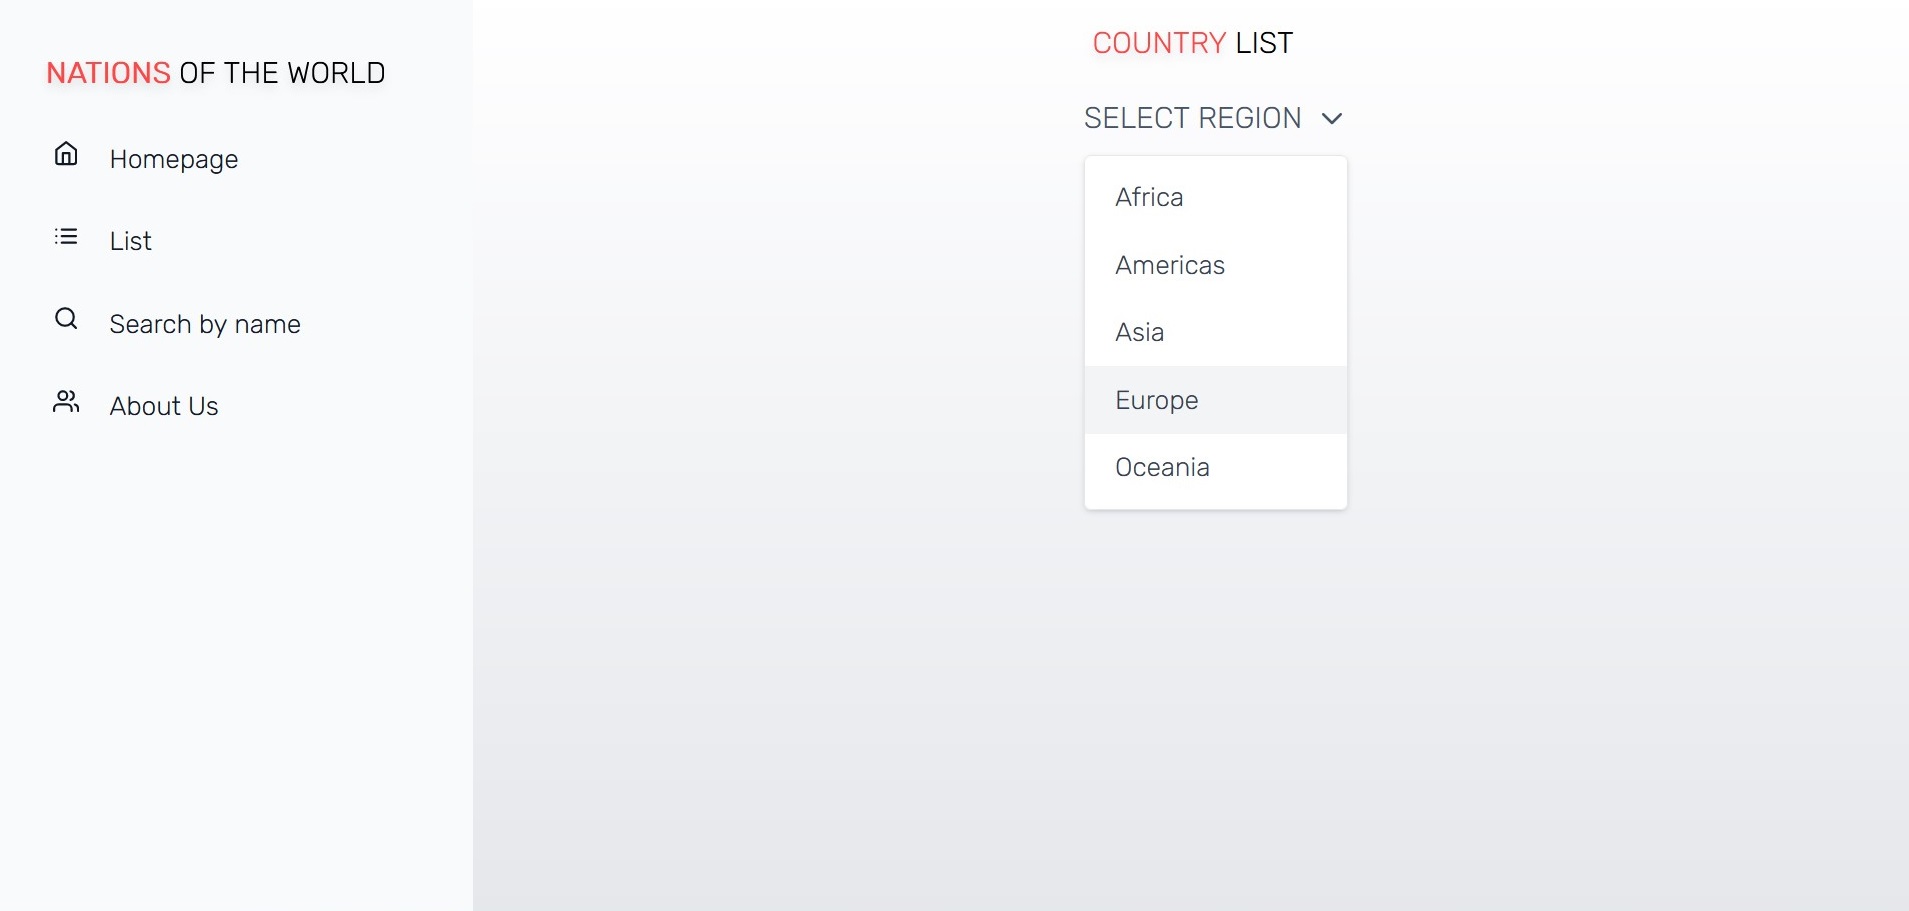 NATIONS OF THE WORLD
Homepage
List
Search by name
About Us
COUNTRY LIST
SELECT REGION
Africa
Americas
Asia
Europe
Oceania